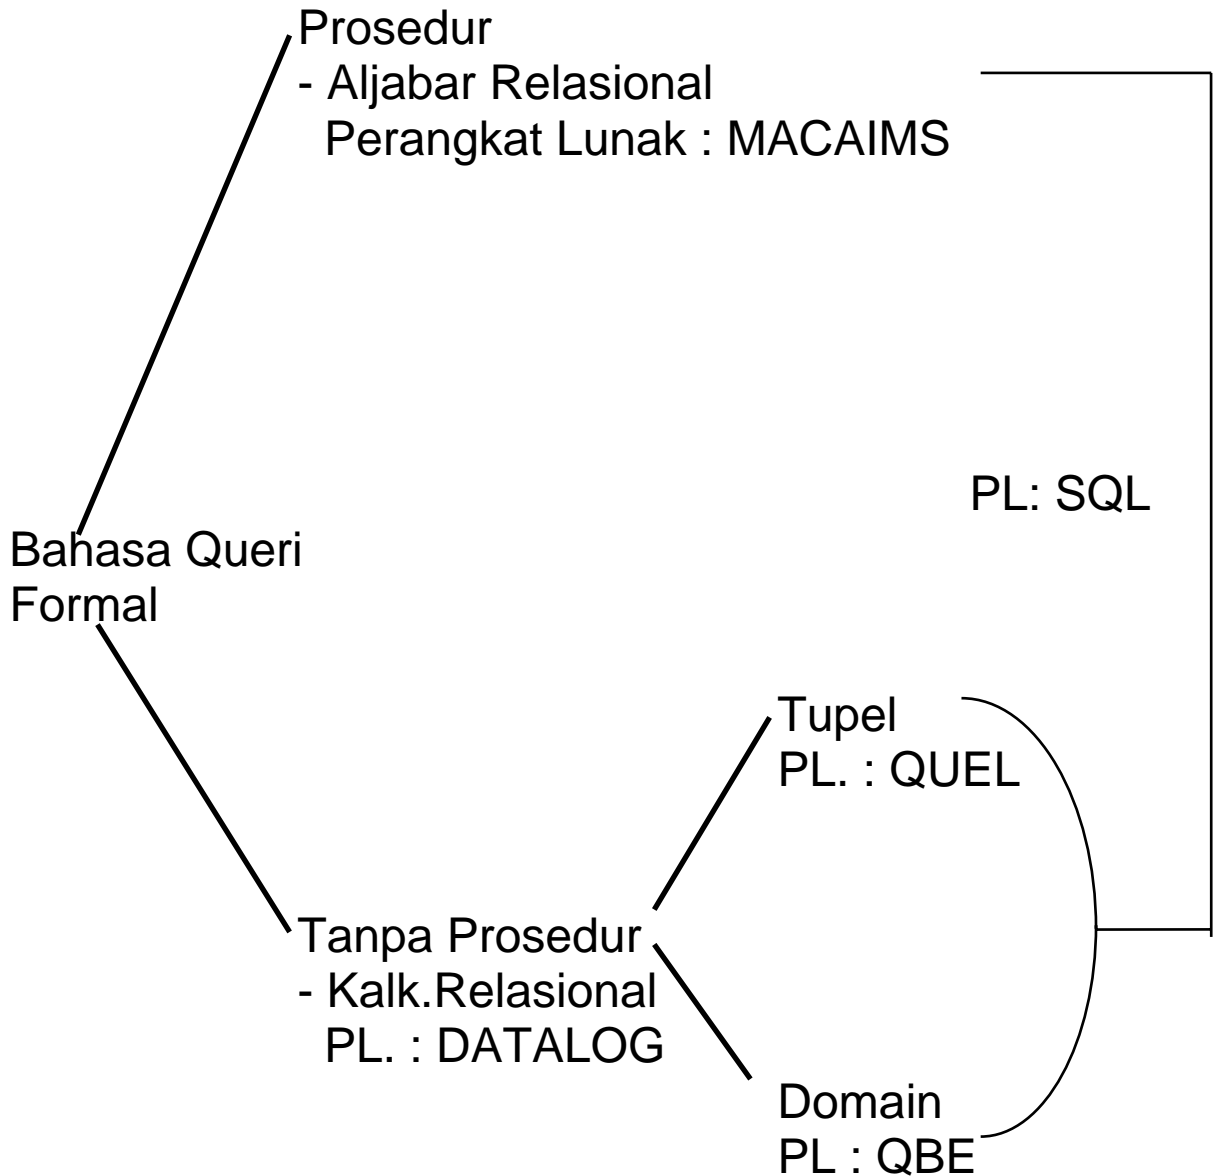 Prosedur
- Aljabar Relasional
Perangkat Lunak : MACAIMS
PL: SQL
Bahasa Queri
Formal
Tupel
PL. : QUEL
Tanpa Prosedur
- Kalk.Relasional
PL. : DATALOG
Domain
PL : QBE